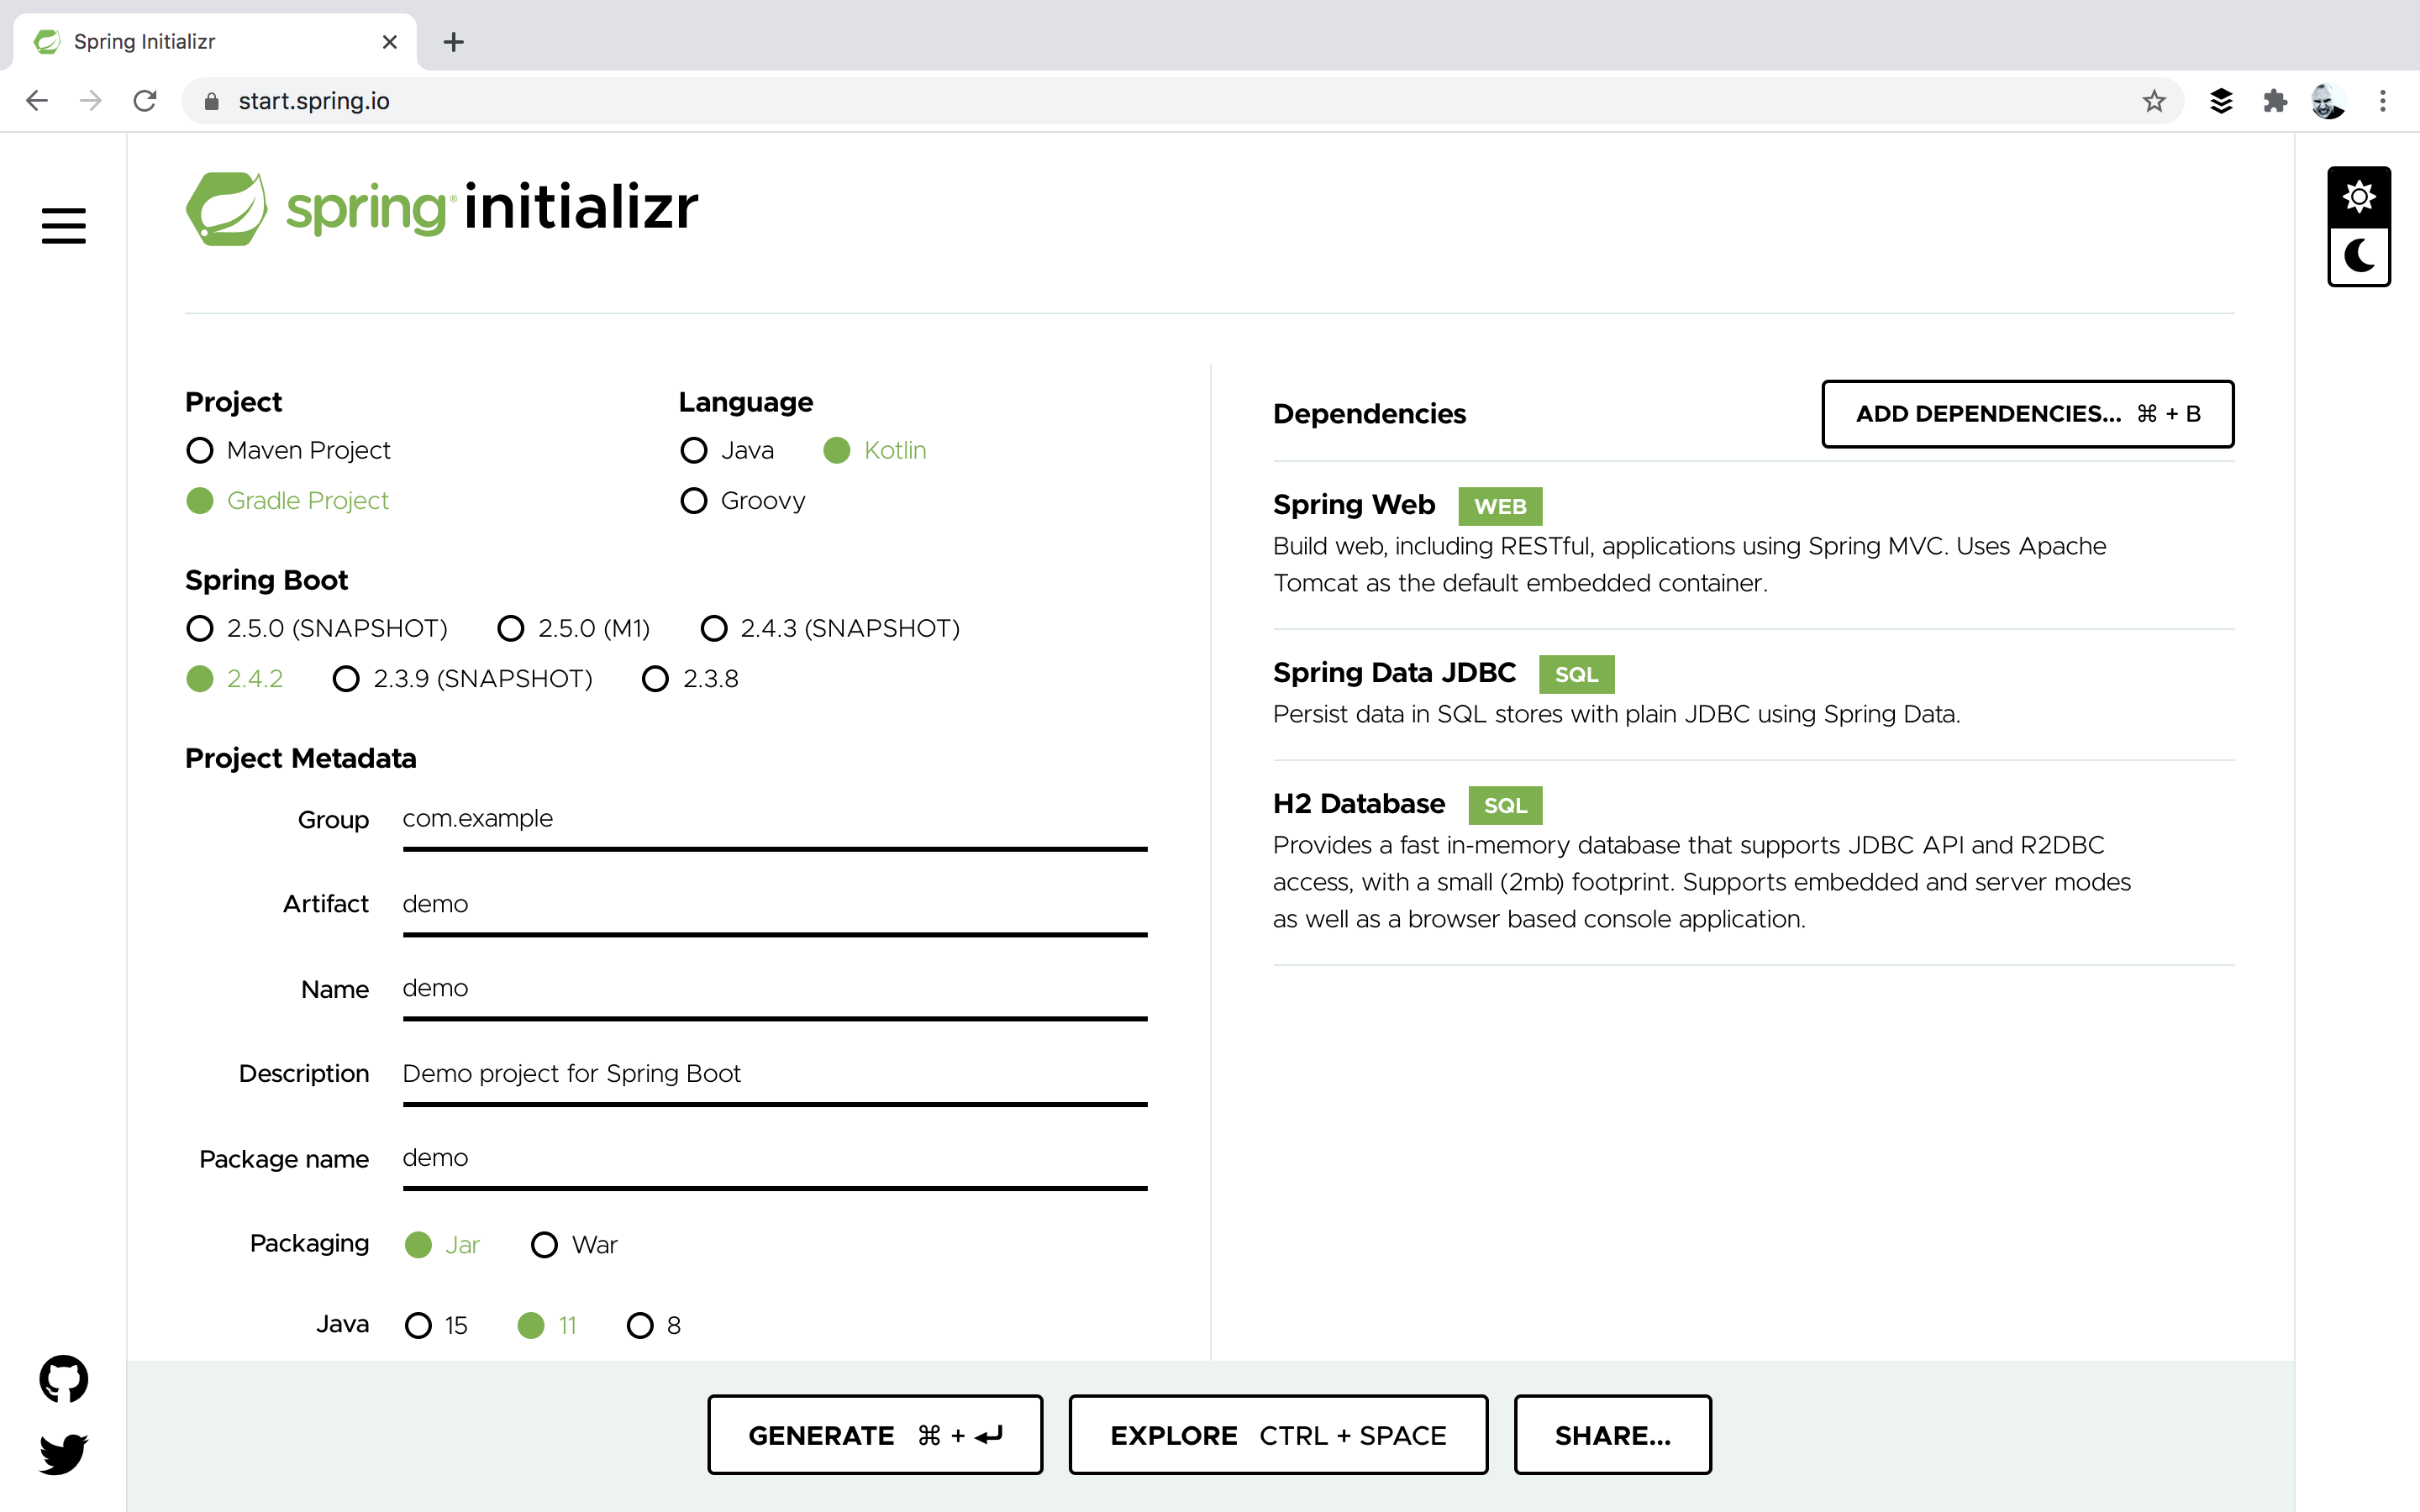 Spring Initializr
start.spring.io
spring® initializr
Project
Maven Project
Gradle Project
Language
Java Kotlin
Groovy
Spring Boot
2.5.0 (SNAPSHOT) 2.5.0 (M1) 2.4.3 (SNAPSHOT)
2.4.2 2.3.9 (SNAPSHOT) 2.3.8
Project Metadata
Group com.example
Artifact demo
Name demo
Description Demo project for Spring Boot
Package name demo
Packaging Jar War
Java 15 11 8
Dependencies
ADD DEPENDENCIES... ⌘ + B
Spring Web WEB
Build web, including RESTful, applications using Spring MVC. Uses Apache
Tomcat as the default embedded container.
Spring Data JDBC SQL
Persist data in SQL stores with plain JDBC using Spring Data.
H2 Database SQL
Provides a fast in-memory database that supports JDBC API and R2DBC
access, with a small (2mb) footprint. Supports embedded and server modes
as well as a browser based console application.
GENERATE ⌘ + ↵
EXPLORE CTRL + SPACE
SHARE...